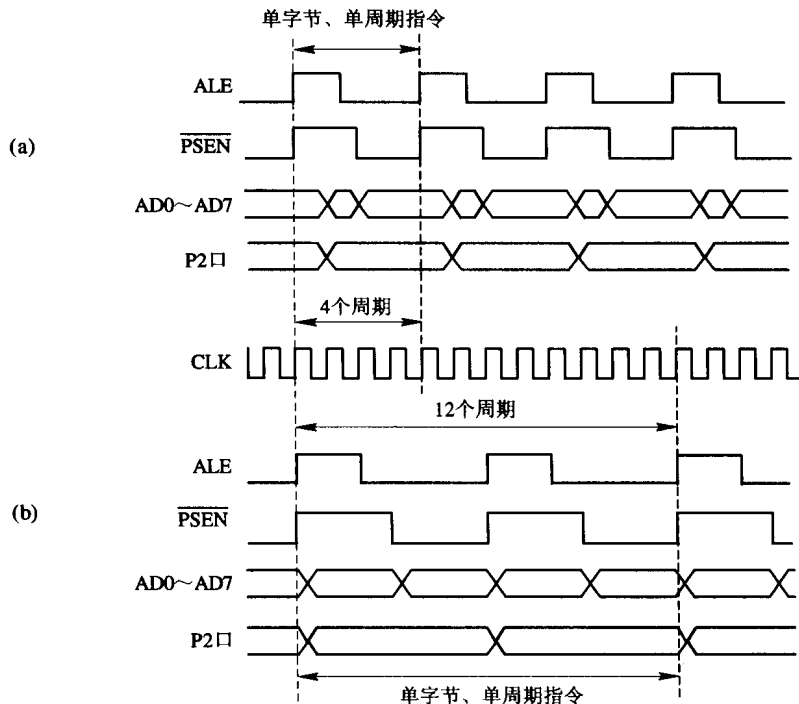 单字节、单周期指令
ALE
(a)
PSEN
AD0～AD7
P2口
4个周期
CLK
12个周期
ALE
(b)
PSEN
AD0～AD7
P2口
单字节、单周期指令